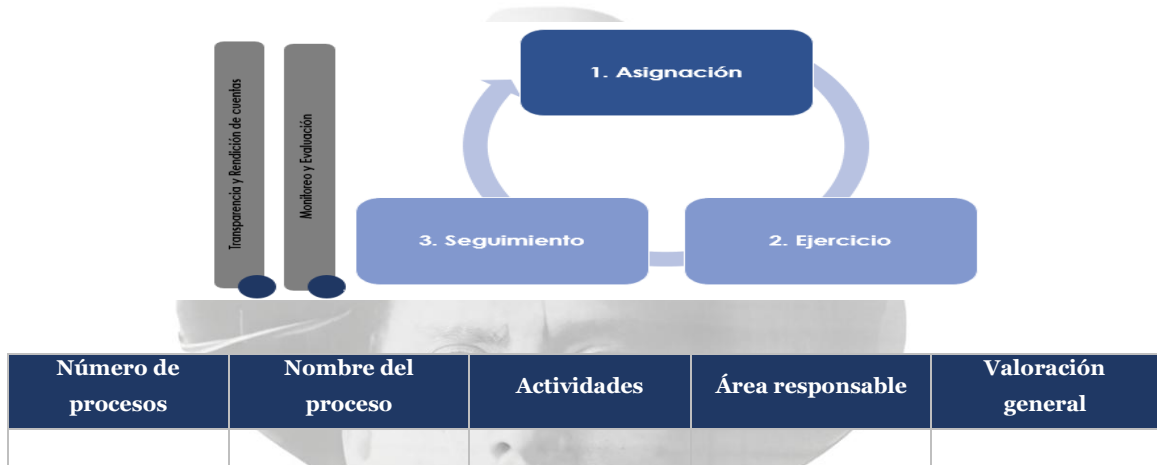 Transparencia y Rendición de cuentas
Monitoreo y Evaluación
1. Asignación
3. Seguimiento
2. Ejercicio
Número de
procesos
Nombre del
proceso
Actividades
Área responsable
Valoración
general